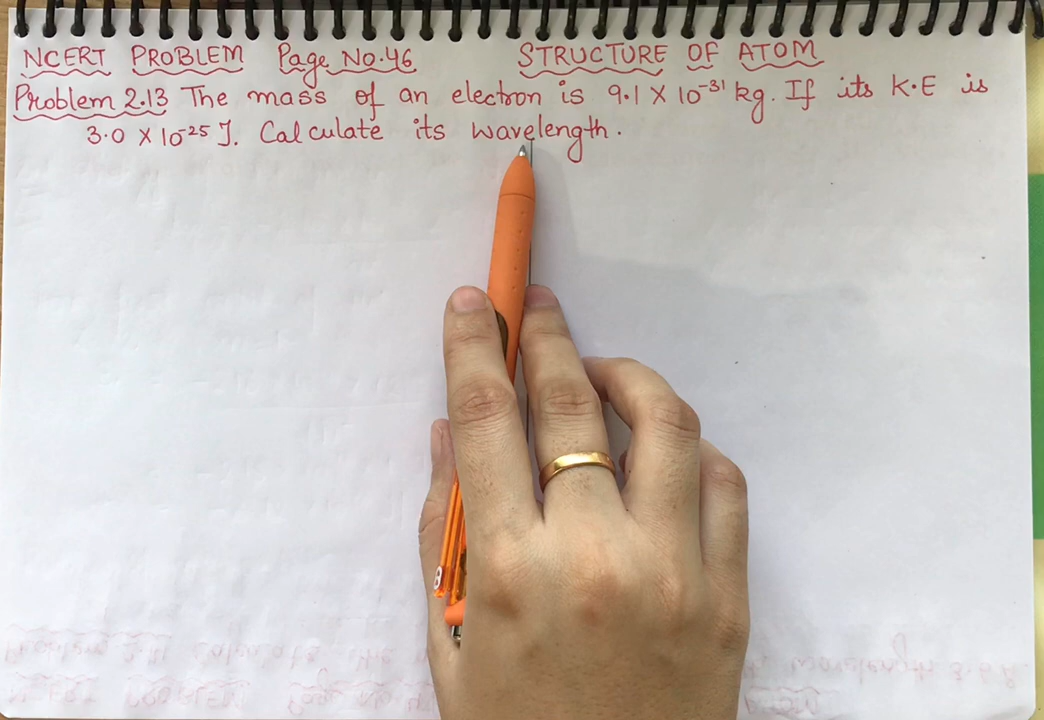 NCERT PROBLEM Page No.46 STRUCTURE OF ATOM
Problem 2.13 The mass of an electron is 9.1 X 10⁻³¹ kg. If its K.E is
3.0 X 10⁻²⁵ J. Calculate its wavelength.